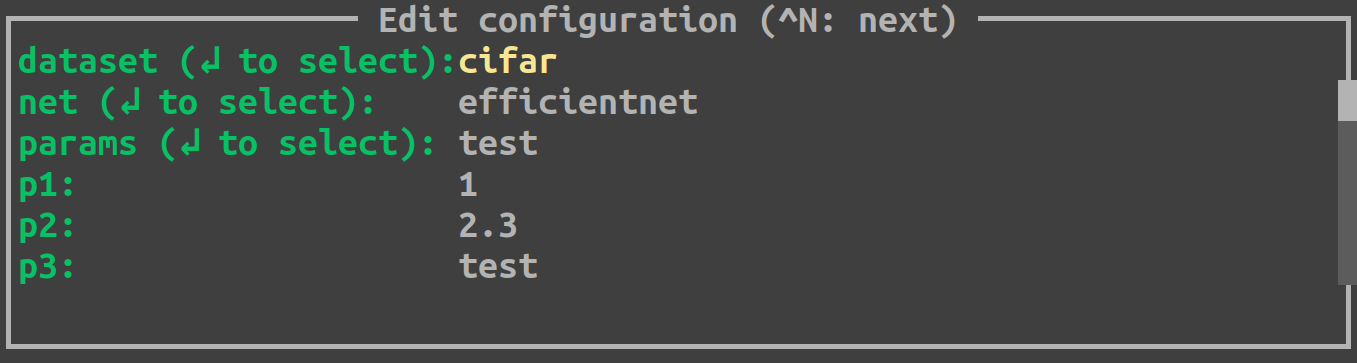 Edit configuration (^N: next)
dataset (↲ to select):cifar
net (↲ to select): efficientnet
params (↲ to select): test
p1: 1
p2: 2.3
p3: test